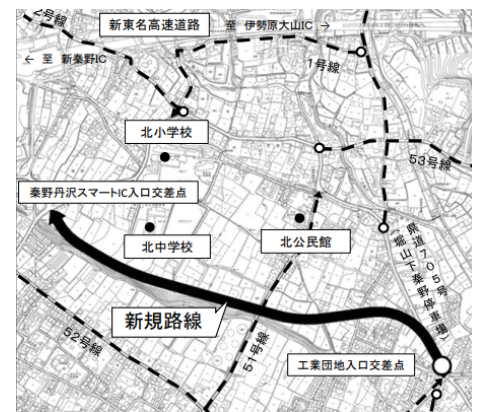 2号線
新東名高速道路
至 伊勢原大山IC →
← 至 新秦野IC
1号線
北小学校
53号線
秦野丹沢スマートIC入口交差点
北中学校
北公民館
県道705号
(堀山下秦野停車場)
新規路線
52号線
51号線
工業団地入口交差点